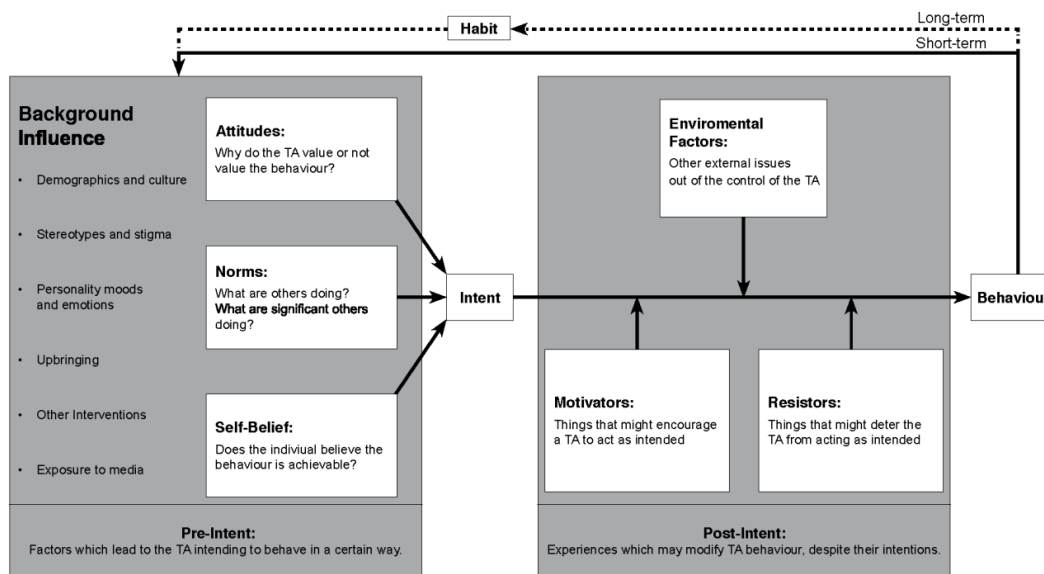 Long-term
Habit
Short-term
Background
Influence
• Demographics and culture
• Stereotypes and stigma
• Personality moods
and emotions
• Upbringing
• Other Interventions
• Exposure to media
Attitudes:
Why do the TA value or not
value the behaviour?
Norms:
What are others doing?
What are significant others
doing?
Self-Belief:
Does the indiviual believe the
behaviour is achievable?
Pre-Intent:
Factors which lead to the TA intending to behave in a certain way.
Intent
Enviromental
Factors:
Other external issues
out of the control of the TA
Motivators:
Things that might encourage
a TA to act as intended
Resistors:
Things that might deter the
TA from acting as intended
Post-Intent:
Experiences which may modify TA behaviour, despite their intentions.
Behaviour